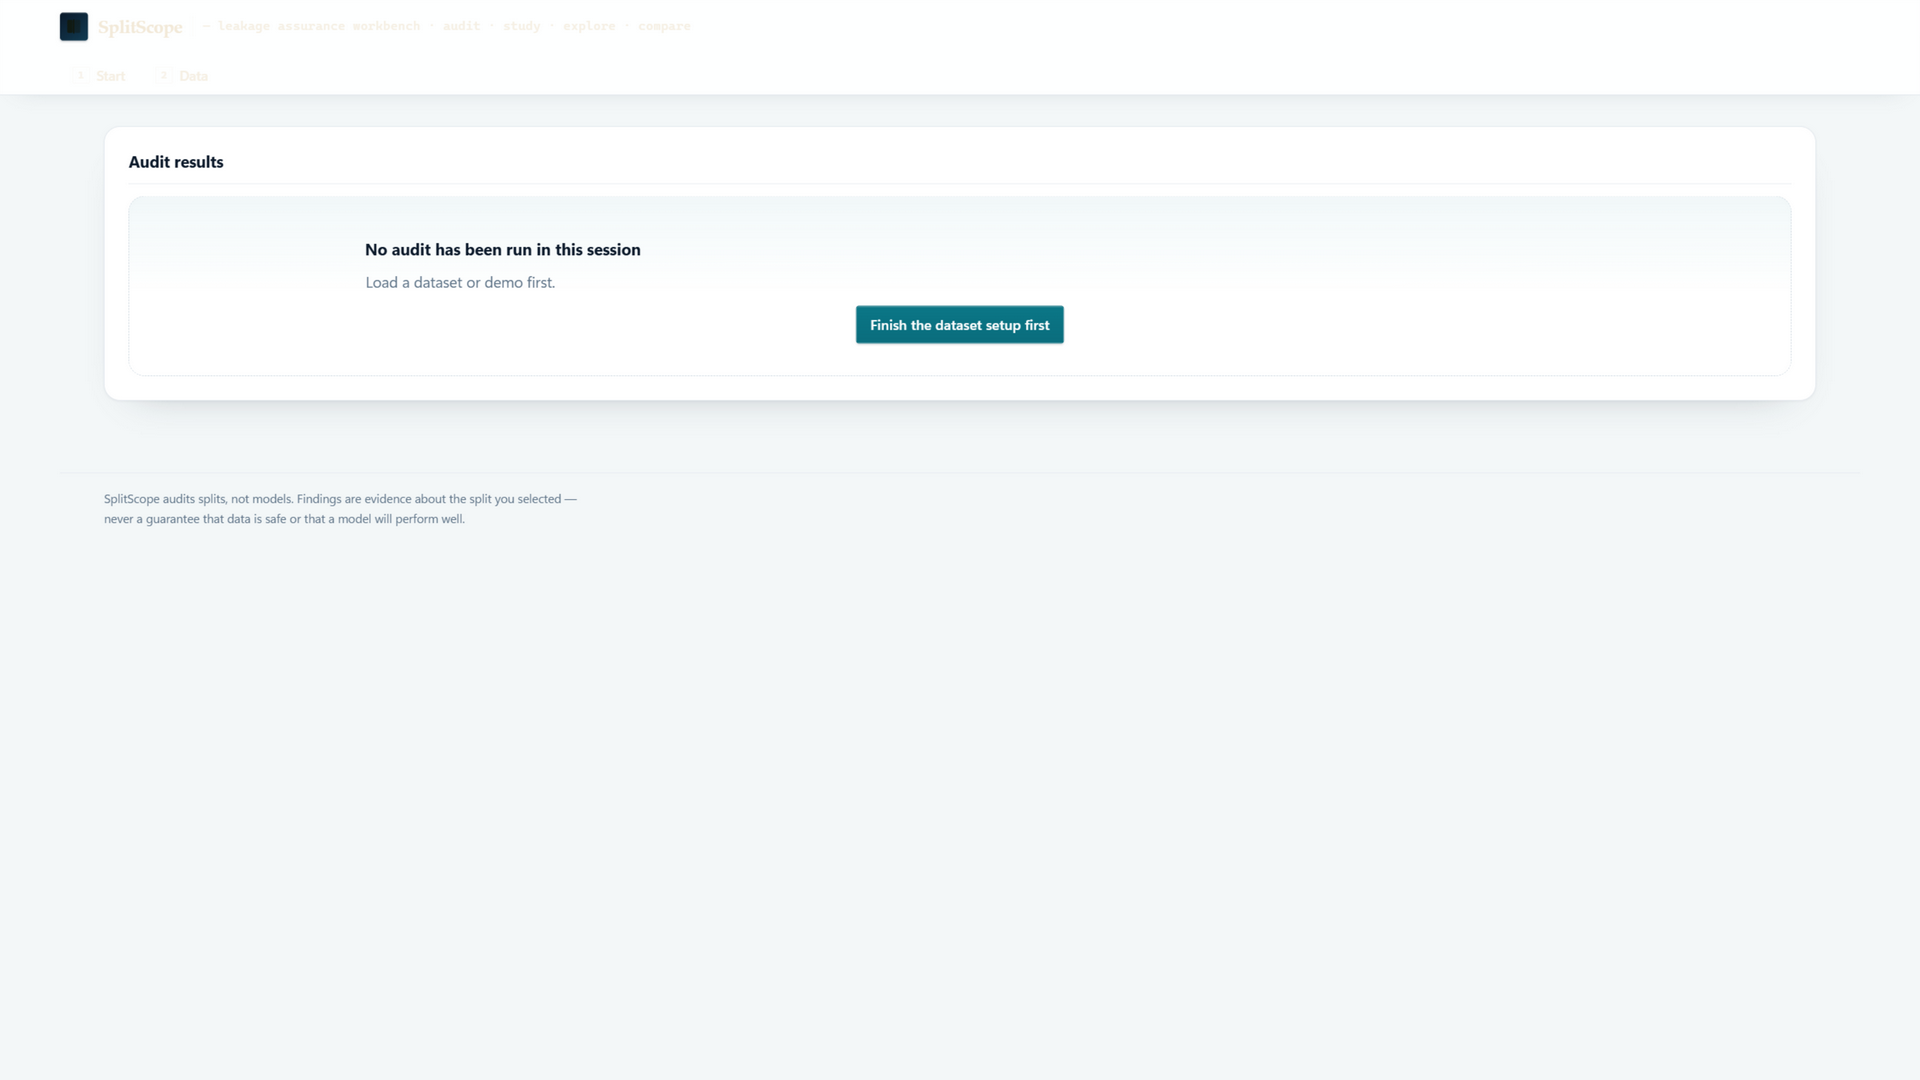 SplitScope — leakage assurance workbench · audit · study · explore · compare
1 Start 2 Data
Audit results
No audit has been run in this session
Load a dataset or demo first.
Finish the dataset setup first
SplitScope audits splits, not models. Findings are evidence about the split you selected —
never a guarantee that data is safe or that a model will perform well.